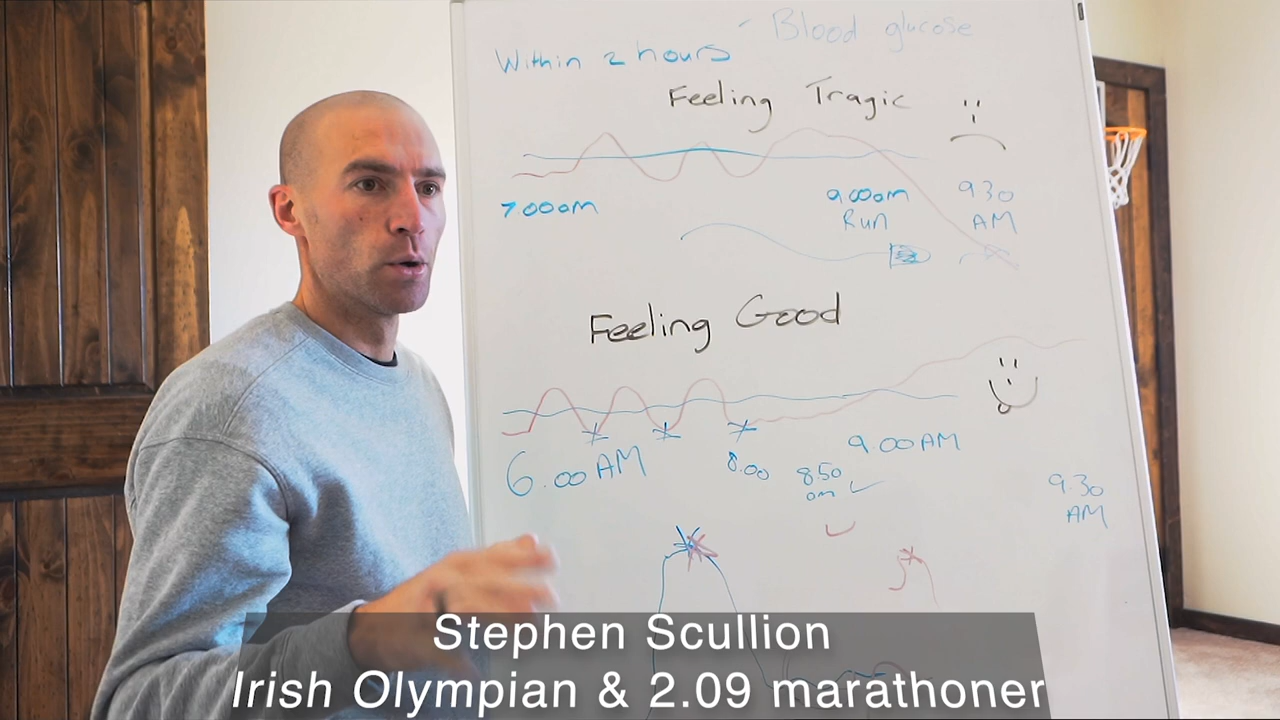 - Blood glucose
Within 2 hours
Feeling Tragic
7 00am
9 00am
Run
9 30
AM
Feeling Good
6.00 AM
8.00
8 50
am
9.00 AM
9.30
AM
Stephen Scullion
Irish Olympian & 2.09 marathoner